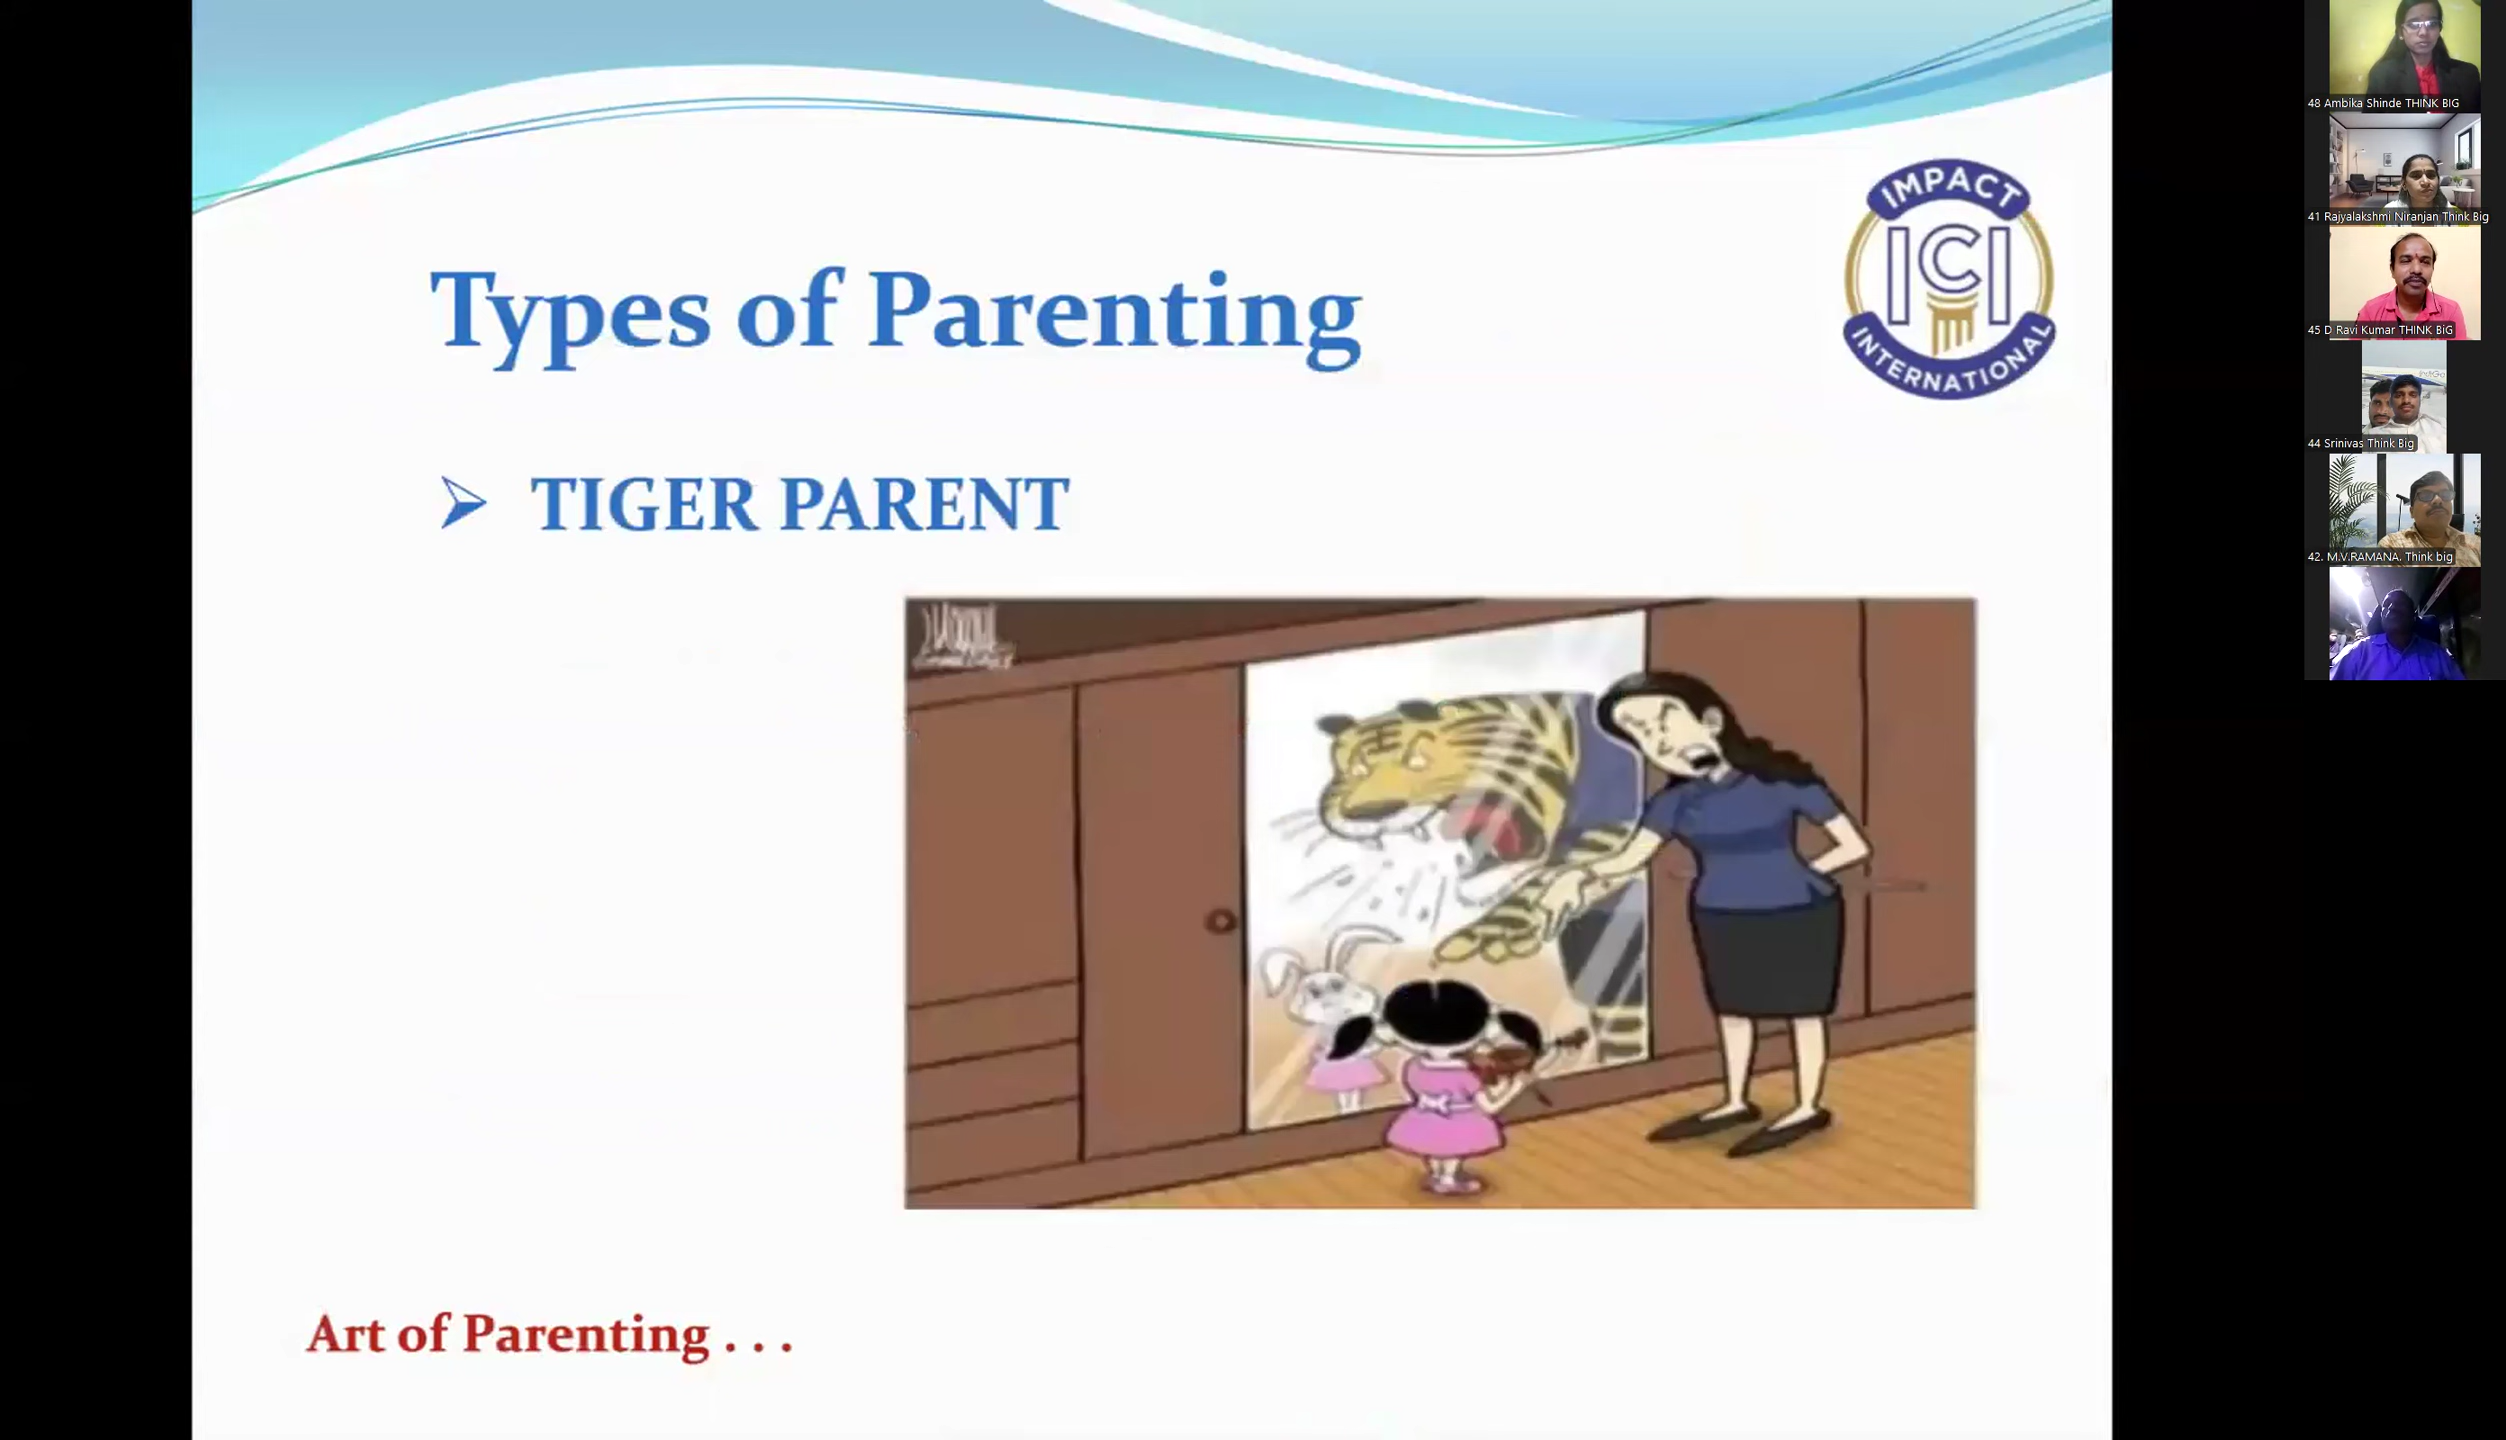 IMPACT
ICI
INTERNATIONAL
Types of Parenting
➢ TIGER PARENT
Art of Parenting . . .
48 Ambika Shinde THINK BIG
41 Rajyalakshmi Niranjan Think Big
45 D Ravi Kumar THINK BiG
44 Srinivas Think Big
42. M.V.RAMANA. Think big